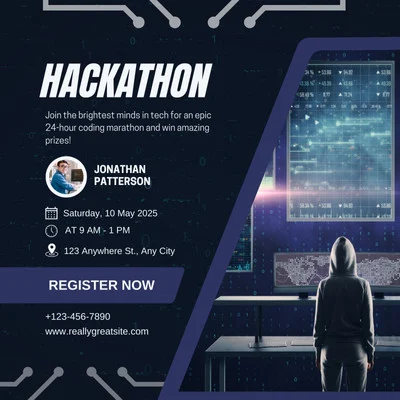 HACKATHON
Join the brightest minds in tech for an epic
24-hour coding marathon and win amazing
prizes!
JONATHAN
PATTERSON
Saturday, 10 May 2025
AT 9 AM - 1 PM
123 Anywhere St., Any City
REGISTER NOW
+123-456-7890
www.reallygreatsite.com